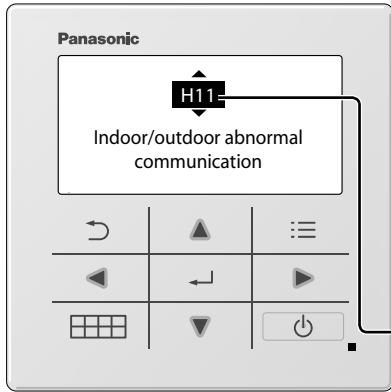 Panasonic
H11
Indoor/outdoor abnormal
communication